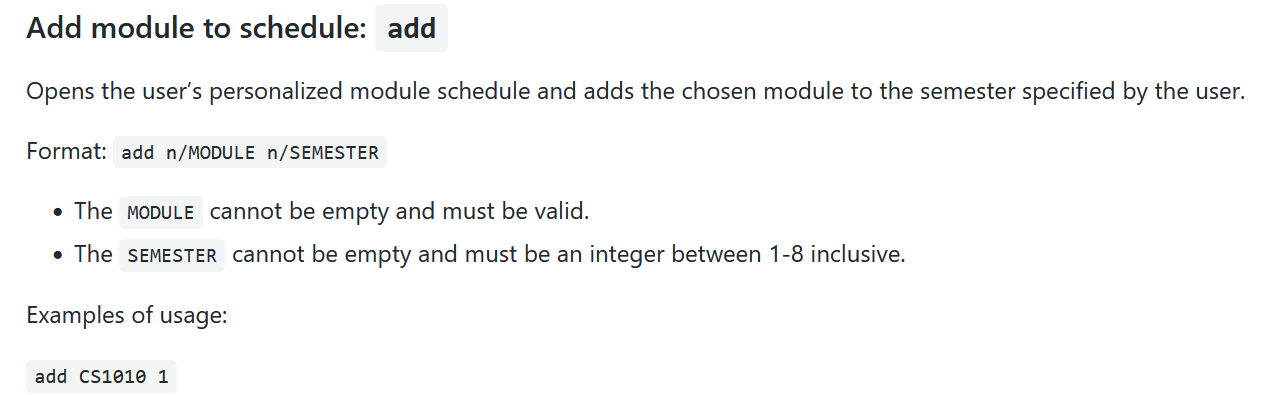 Add module to schedule: add
Opens the user’s personalized module schedule and adds the chosen module to the semester specified by the user.
Format: add n/MODULE n/SEMESTER
• The MODULE cannot be empty and must be valid.
• The SEMESTER cannot be empty and must be an integer between 1-8 inclusive.
Examples of usage:
add CS1010 1